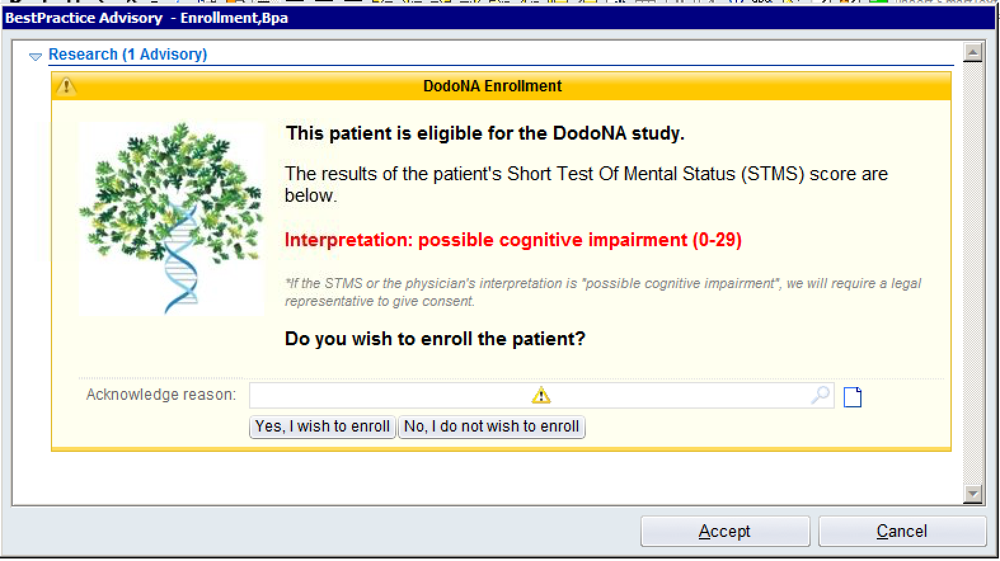 BestPractice Advisory - Enrollment,Bpa
Research (1 Advisory)
DodoNA Enrollment
This patient is eligible for the DodoNA study.
The results of the patient's Short Test Of Mental Status (STMS) score are
below.
Interpretation: possible cognitive impairment (0-29)
*If the STMS or the physician's interpretation is "possible cognitive impairment", we will require a legal
representative to give consent.
Do you wish to enroll the patient?
Acknowledge reason:
Yes, I wish to enroll No, I do not wish to enroll
Accept Cancel